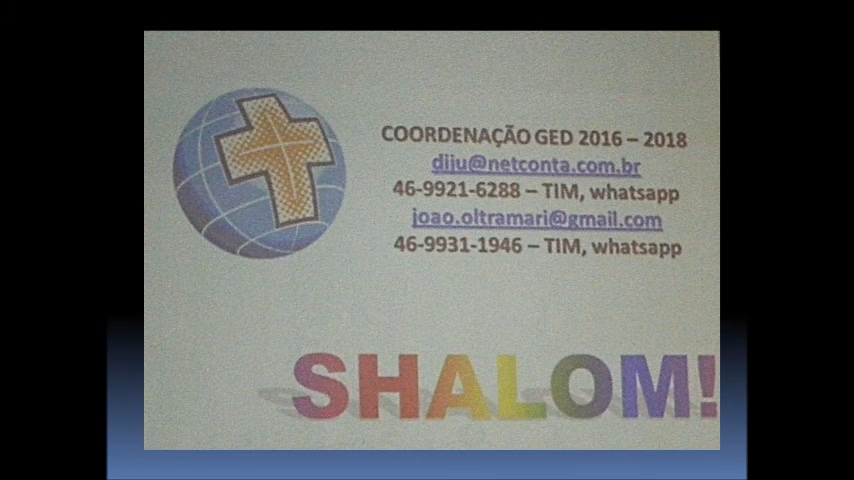 COORDENAÇÃO GED 2016 – 2018
diju@netconta.com.br
46-9921-6288 – TIM, whatsapp
joao.oltramari@gmail.com
46-9931-1946 – TIM, whatsapp
SHALOM!